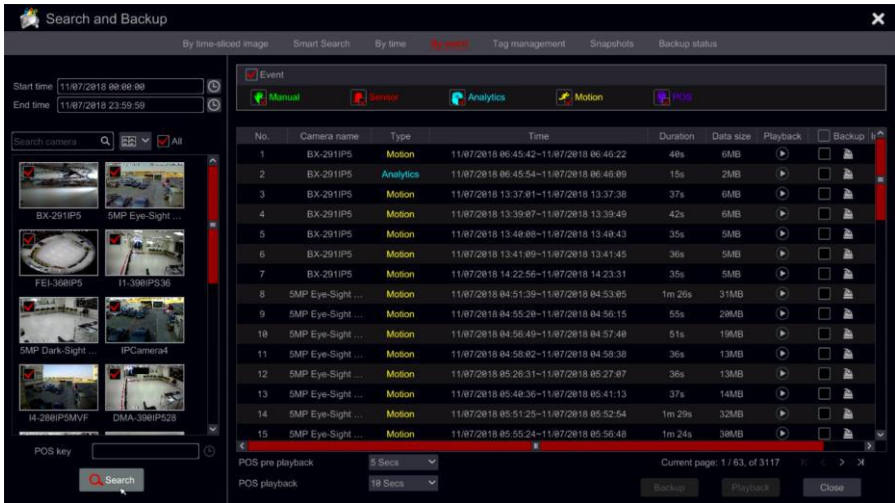 Search and Backup
By time-sliced image Smart Search By time By event Tag management Snapshots Backup status
Start time 11/07/2018 00:00:00
End time 11/07/2018 23:59:59
Search camera All
BX-291IP5 5MP Eye-Sight ...
FEI-360IP5 I1-390IPS36
5MP Dark-Sight ... IPCamera4
I4-280IP5MVF DMA-390IP528
POS key
Search
Event
Manual Sensor Analytics Motion POS
No. Camera name Type Time Duration Data size Playback Backup
1 BX-291IP5 Motion 11/07/2018 06:45:42~11/07/2018 06:46:22 40s 6MB
2 BX-291IP5 Analytics 11/07/2018 06:45:54~11/07/2018 06:46:09 15s 2MB
3 BX-291IP5 Motion 11/07/2018 13:37:01~11/07/2018 13:37:38 37s 6MB
4 BX-291IP5 Motion 11/07/2018 13:39:07~11/07/2018 13:39:49 42s 6MB
5 BX-291IP5 Motion 11/07/2018 13:40:08~11/07/2018 13:40:43 35s 5MB
6 BX-291IP5 Motion 11/07/2018 13:41:09~11/07/2018 13:41:45 36s 5MB
7 BX-291IP5 Motion 11/07/2018 14:22:56~11/07/2018 14:23:31 35s 5MB
8 5MP Eye-Sight ... Motion 11/07/2018 04:51:39~11/07/2018 04:53:05 1m 26s 31MB
9 5MP Eye-Sight ... Motion 11/07/2018 04:55:20~11/07/2018 04:56:15 55s 20MB
10 5MP Eye-Sight ... Motion 11/07/2018 04:56:49~11/07/2018 04:57:40 51s 19MB
11 5MP Eye-Sight ... Motion 11/07/2018 04:58:02~11/07/2018 04:58:38 36s 13MB
12 5MP Eye-Sight ... Motion 11/07/2018 05:26:31~11/07/2018 05:27:07 36s 13MB
13 5MP Eye-Sight ... Motion 11/07/2018 05:40:36~11/07/2018 05:41:13 37s 14MB
14 5MP Eye-Sight ... Motion 11/07/2018 05:51:25~11/07/2018 05:52:54 1m 29s 32MB
15 5MP Eye-Sight ... Motion 11/07/2018 05:55:24~11/07/2018 05:56:48 1m 24s 30MB
POS pre playback 5 Secs Current page: 1 / 63, of 3117
POS playback 10 Secs Backup Playback Close